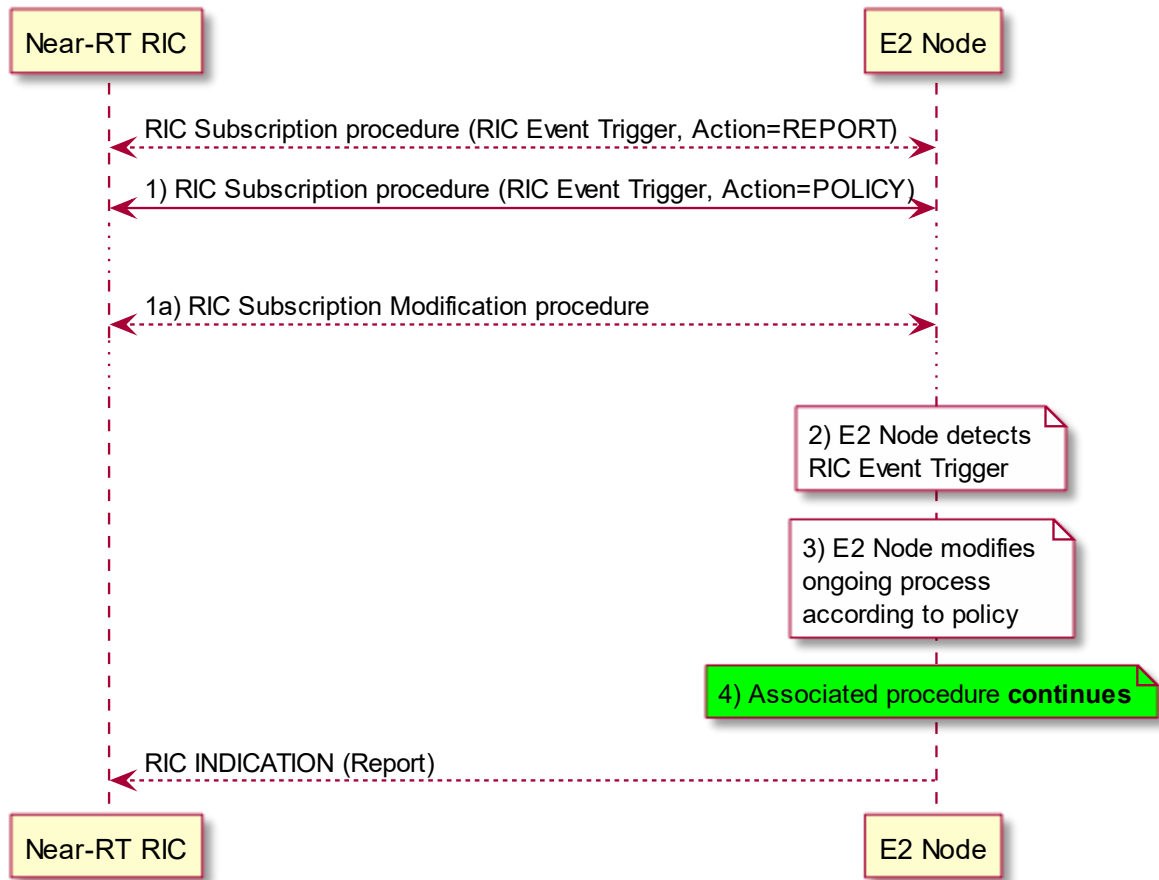 Near-RT RIC
E2 Node
RIC Subscription procedure (RIC Event Trigger, Action=REPORT)
1) RIC Subscription procedure (RIC Event Trigger, Action=POLICY)
1a) RIC Subscription Modification procedure
2) E2 Node detects
RIC Event Trigger
3) E2 Node modifies
ongoing process
according to policy
4) Associated procedure continues
RIC INDICATION (Report)
Near-RT RIC
E2 Node